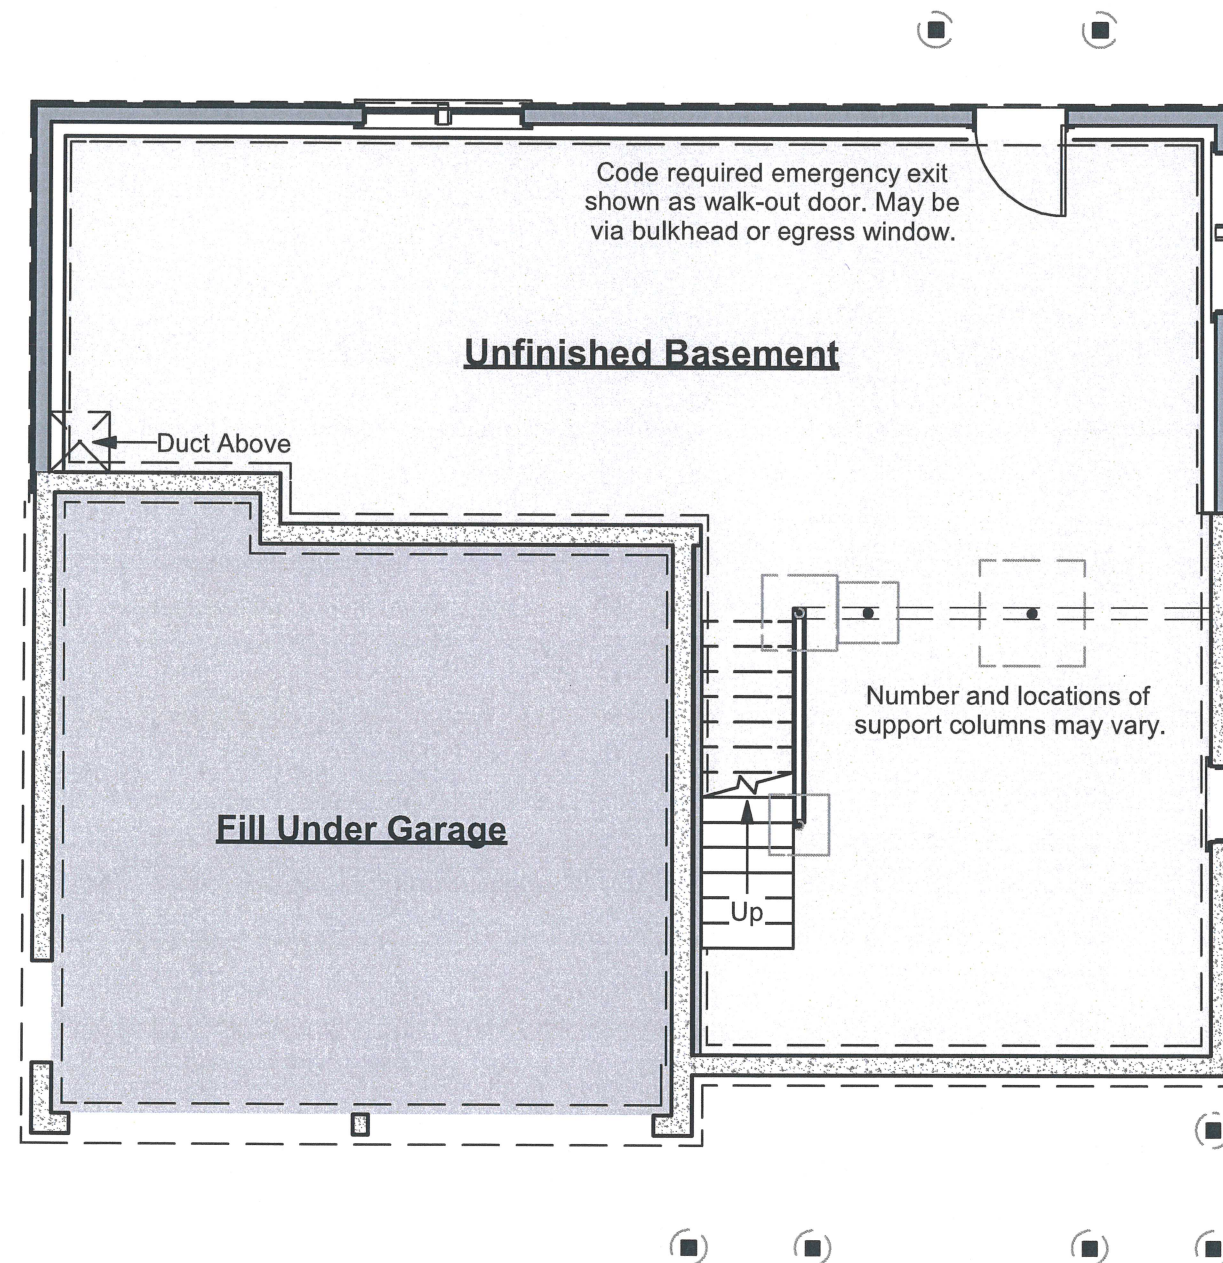 Code required emergency exit
shown as walk-out door. May be
via bulkhead or egress window.
Unfinished Basement
Duct Above
Number and locations of
support columns may vary.
Fill Under Garage
Up